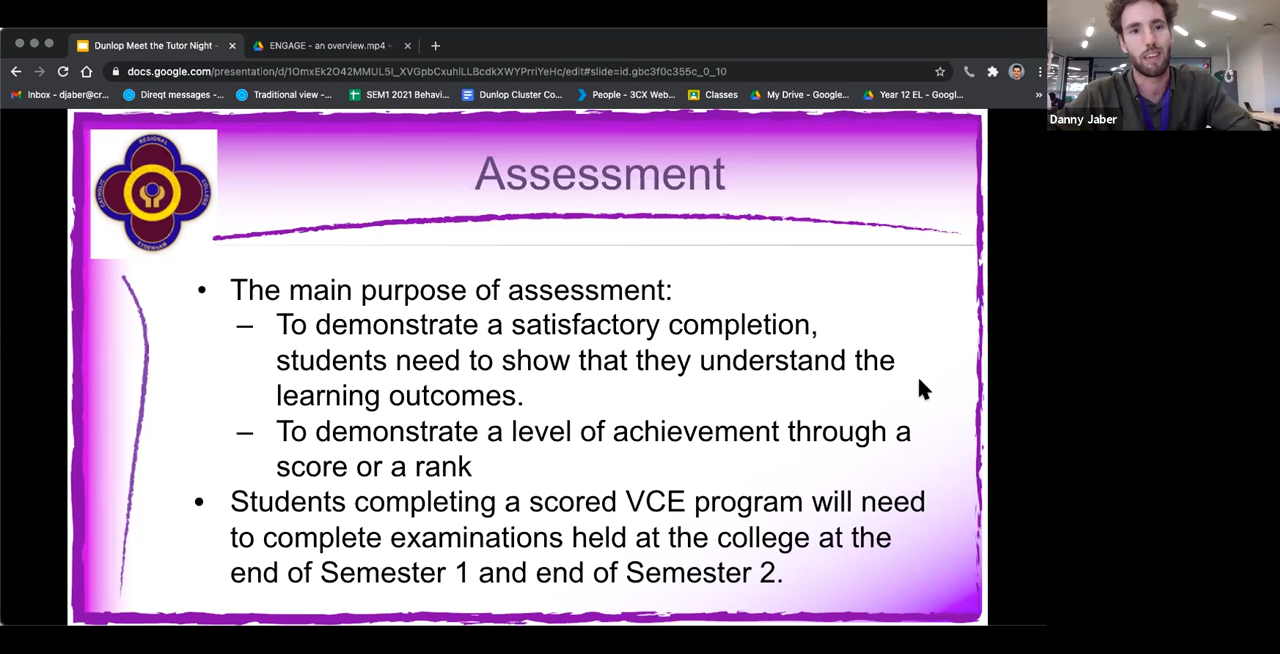 Dunlop Meet the Tutor Night -
ENGAGE - an overview.mp4 -
docs.google.com/presentation/d/1OmxEk2O42MMUL5I_XVGpbCxuhlLLBcdkXWYPrriYeHc/edit#slide=id.gbc3f0c355c_0_10
Inbox - djaber@cr...
Direqt messages -...
Traditional view -...
SEM1 2021 Behavi...
Dunlop Cluster Co...
People - 3CX Web...
Classes
My Drive - Google...
Year 12 EL - Googl...
»
Danny Jaber
REGIONAL
CATHOLIC
COLLEGE
SYDENHAM
Assessment
• The main purpose of assessment:
– To demonstrate a satisfactory completion,
students need to show that they understand the
learning outcomes.
– To demonstrate a level of achievement through a
score or a rank
• Students completing a scored VCE program will need
to complete examinations held at the college at the
end of Semester 1 and end of Semester 2.